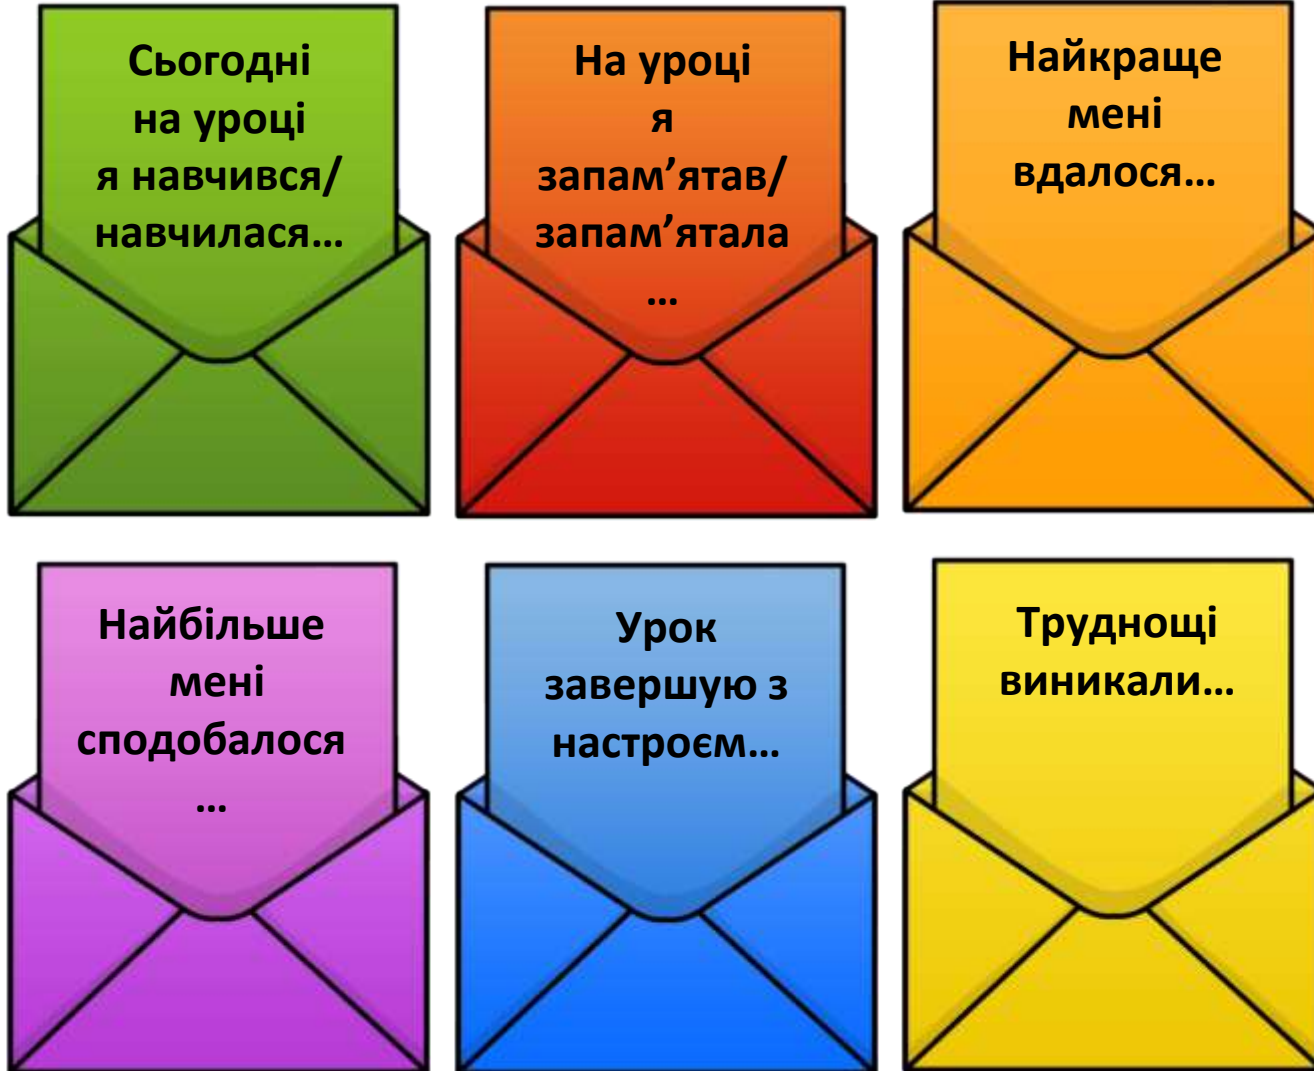 Сьогодні
на уроці
я навчився/
навчилася…
На уроці
я
запам’ятав/
запам’ятала
…
Найкраще
мені
вдалося…
Найбільше
мені
сподобалося
…
Урок
завершую з
настроєм…
Труднощі
виникали…